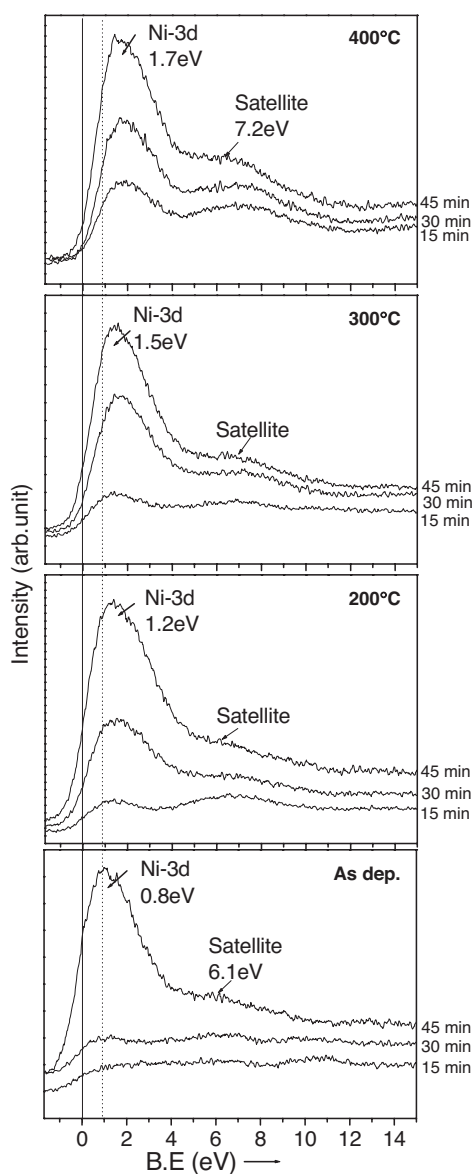 400°C
Ni-3d
1.7eV
Satellite
7.2eV
45 min
30 min
15 min
300°C
Ni-3d
1.5eV
Satellite
45 min
30 min
15 min
200°C
Ni-3d
1.2eV
Satellite
45 min
30 min
15 min
As dep.
Ni-3d
0.8eV
Satellite
6.1eV
45 min
30 min
15 min
Intensity (arb.unit)
0 2 4 6 8 10 12 14
B.E (eV)